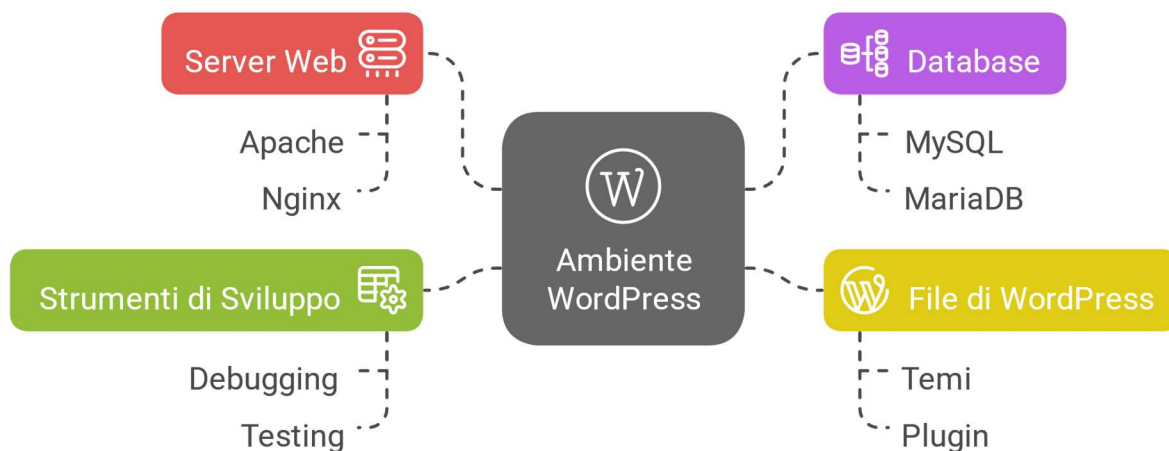 Server Web
Apache
Nginx
Database
MySQL
MariaDB
Ambiente
WordPress
Strumenti di Sviluppo
Debugging
Testing
File di WordPress
Temi
Plugin